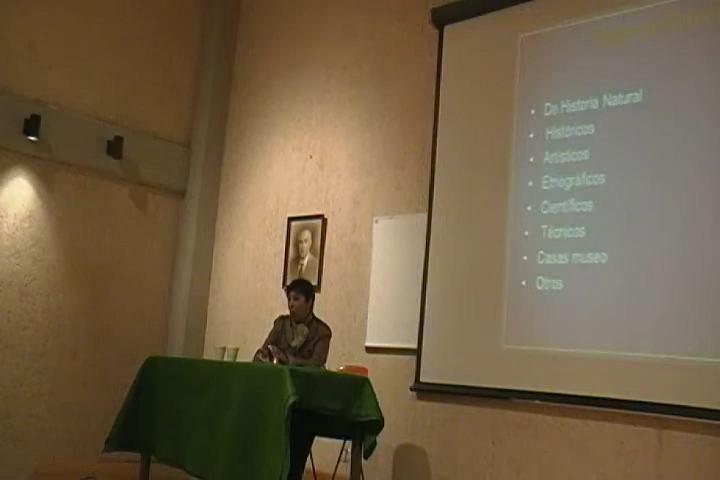 • De Historia Natural
• Históricos
• Artísticos
• Etnográficos
• Científicos
• Técnicos
• Casas museo
• Otros